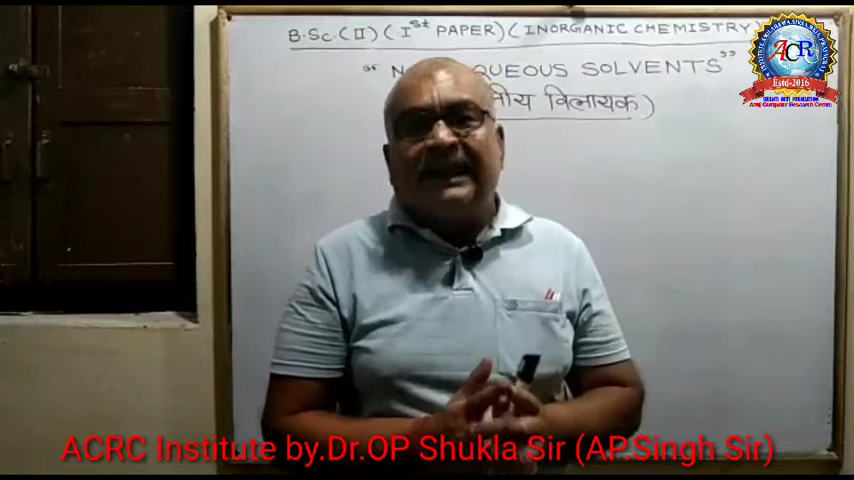 B.Sc.(II) (Ist PAPER) (INORGANIC CHEMISTRY)
QUEOUS SOLVENTS”
विलायक)
ACR
Estd-2016
ACRC Institute by.Dr.OP Shukla Sir (AP.Singh Sir)